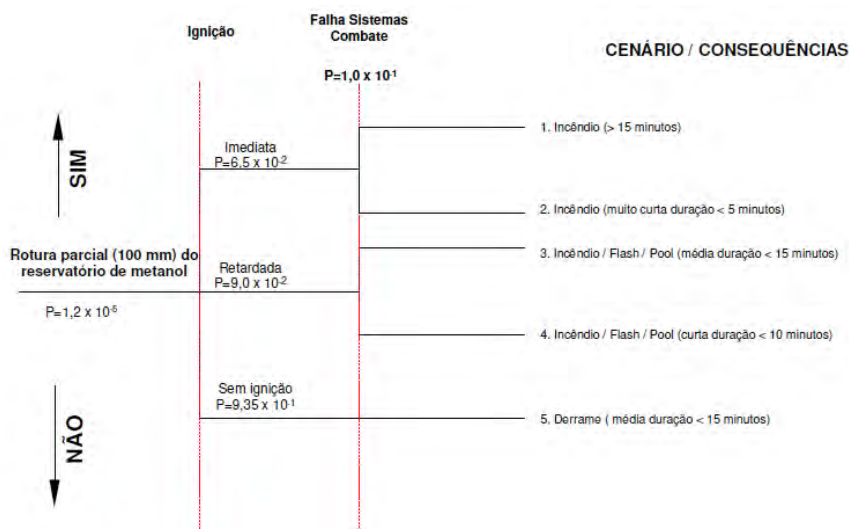 Ignição
Falha Sistemas
Combate
P=1,0 x 10-1
CENÁRIO / CONSEQUÊNCIAS
SIM
Imediata
P=6,5 x 10-2
1. Incêndio (> 15 minutos)
2. Incêndio (muito curta duração < 5 minutos)
Rotura parcial (100 mm) do
reservatório de metanol
P=1,2 x 10-5
Retardada
P=9,0 x 10-2
3. Incêndio / Flash / Pool (média duração < 15 minutos)
4. Incêndio / Flash / Pool (curta duração < 10 minutos)
NÃO
Sem ignição
P=9,35 x 10-1
5. Derrame ( média duração < 15 minutos)